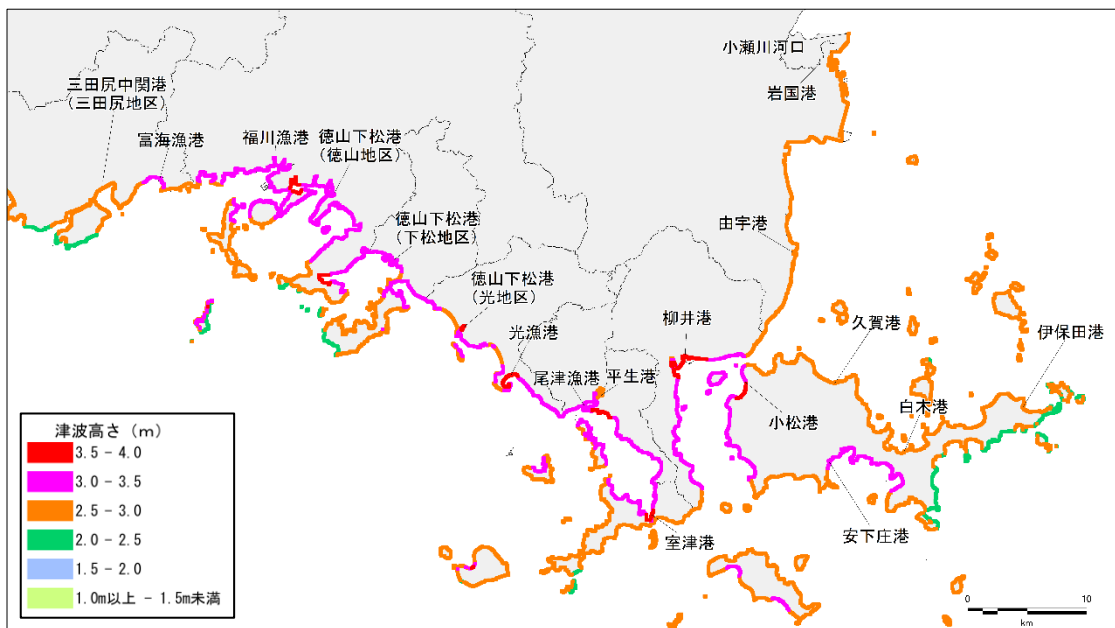 小瀬川河口
三田尻中関港
（三田尻地区）
岩国港
富海漁港
福川漁港
徳山下松港
（徳山地区）
徳山下松港
（下松地区）
由宇港
徳山下松港
（光地区）
柳井港
久賀港
伊保田港
光漁港
尾津漁港
平生港
白木港
小松港
室津港
安下庄港
津波高さ（ｍ）
3.5 - 4.0
3.0 - 3.5
2.5 - 3.0
2.0 - 2.5
1.5 - 2.0
1.0m以上 - 1.5m未満
0
10
km